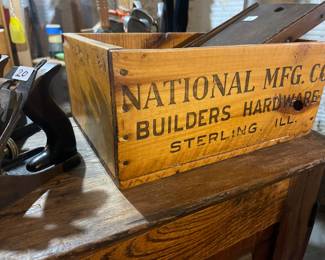 20
NATIONAL MFG. CO
BUILDERS HARDWARE
STERLING, ILL.